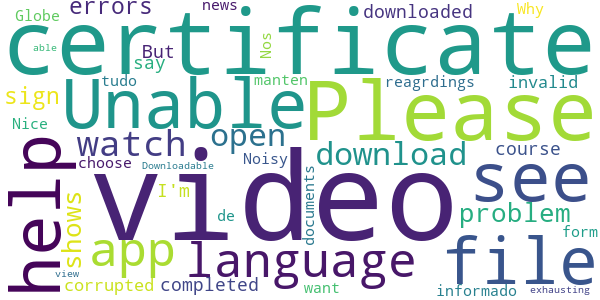 Globe errors news downloaded Why
certificate
able But say Nos
tudo manten reagrdings invalid
sign Unable Please
Nice watch open download course
choose Downloadable Noisy
help video see
shows I'm de documents problem
app language file form
view corrupted completed want informado exhausting